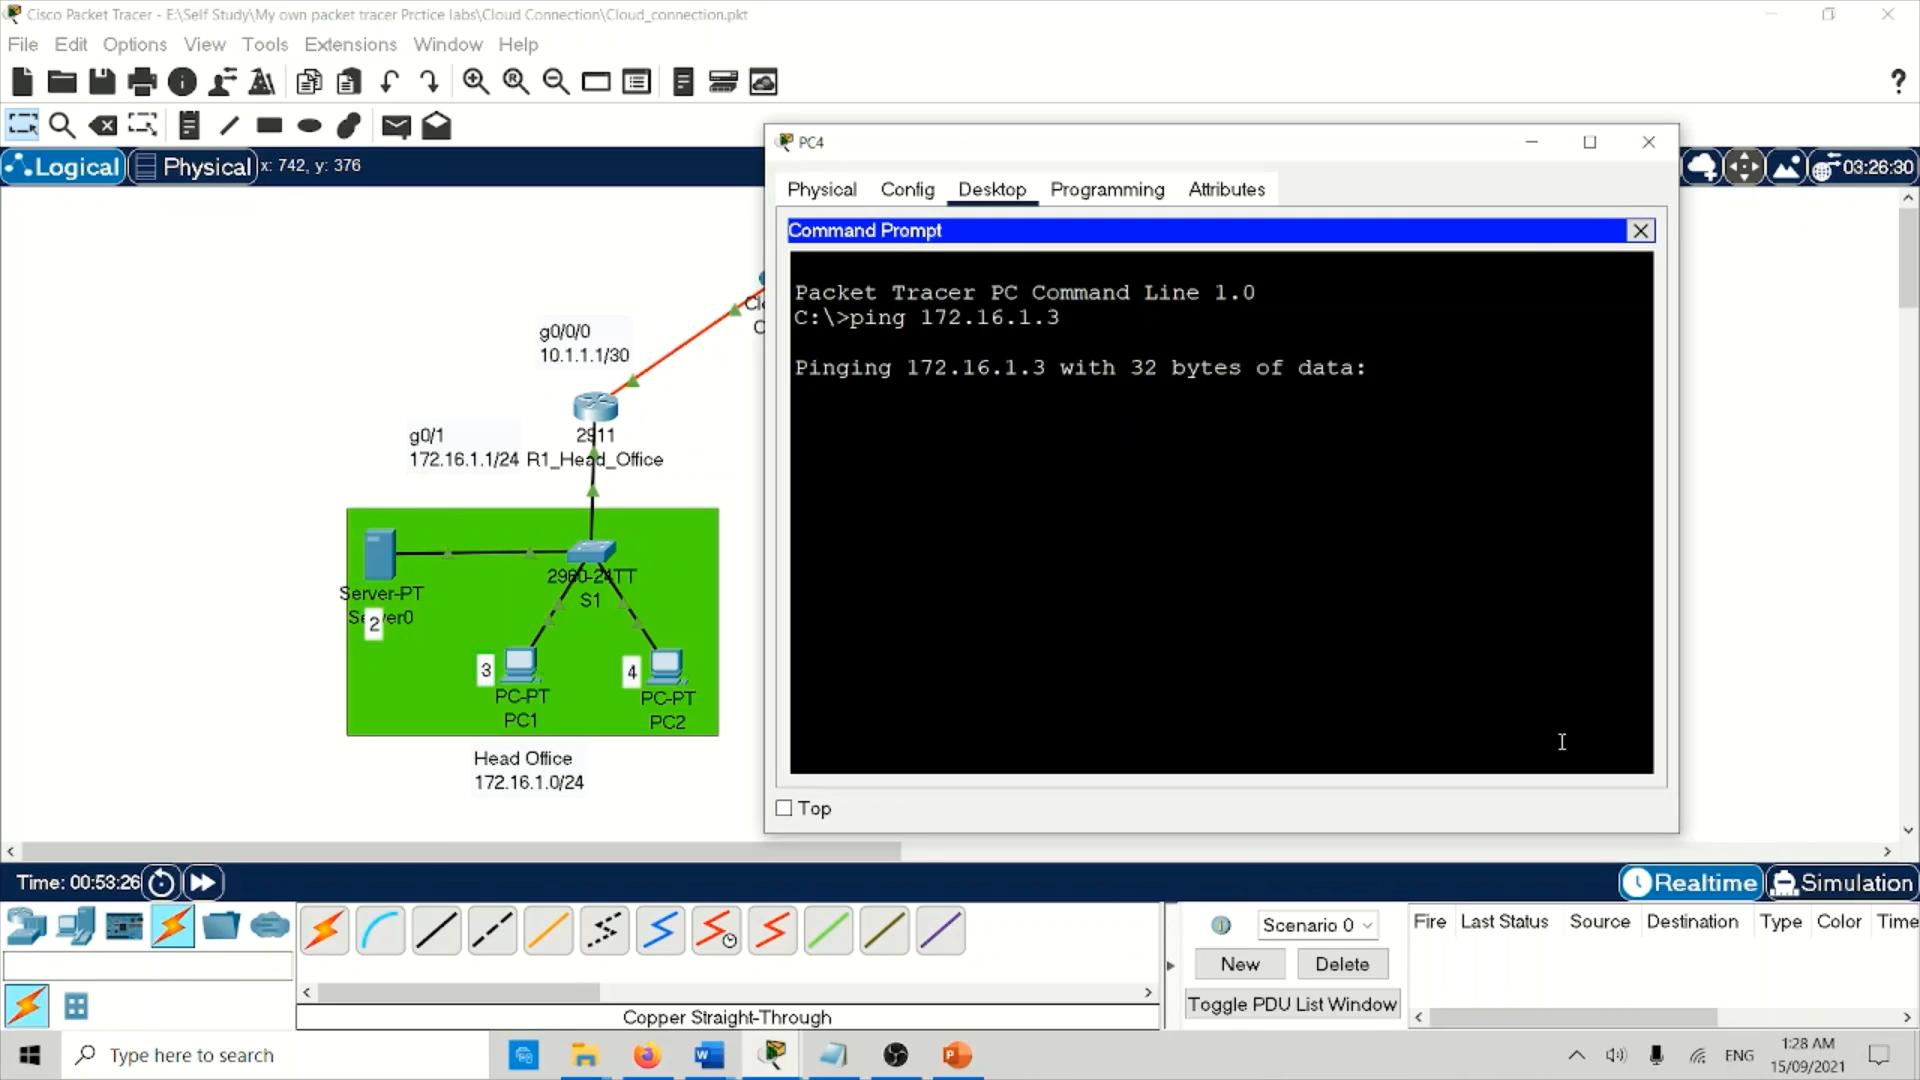 Cisco Packet Tracer - E:\Self Study\My own packet tracer Prctice labs\Cloud Connection\Cloud_connection.pkt
File Edit Options View Tools Extensions Window Help
?
Logical Physical x: 742, y: 376
03:26:30
PC4
Physical Config Desktop Programming Attributes
Command Prompt
Packet Tracer PC Command Line 1.0
C:\>ping 172.16.1.3
Pinging 172.16.1.3 with 32 bytes of data:
Top
g0/0/0
10.1.1.1/30
2911
R1_Head_Office
g0/1
172.16.1.1/24
2960-24TT
S1
Server-PT
Server0
2
3
PC-PT
PC1
4
PC-PT
PC2
Head Office
172.16.1.0/24
Time: 00:53:26
Realtime Simulation
Scenario 0
New Delete
Toggle PDU List Window
Fire Last Status Source Destination Type Color Time
Copper Straight-Through
Type here to search
ENG
1:28 AM
15/09/2021